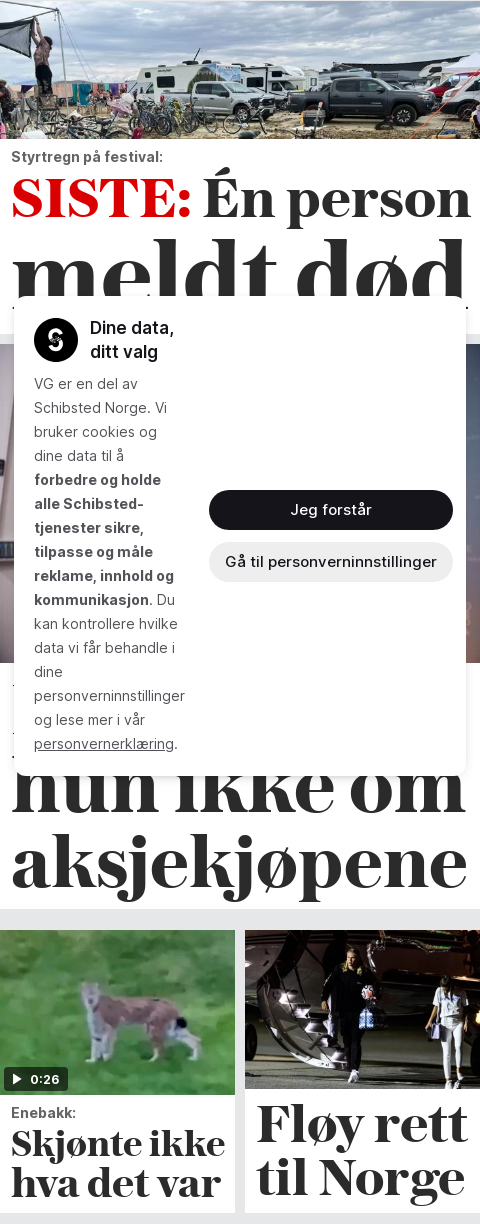 Styrtregn på festival:
SISTE: Én person
meldt død
Dine data,
ditt valg
VG er en del av
Schibsted Norge. Vi
bruker cookies og
dine data til å
forbedre og holde
alle Schibsted-
tjenester sikre,
tilpasse og måle
reklame, innhold og
kommunikasjon. Du
kan kontrollere hvilke
data vi får behandle i
dine
personverninnstillinger
og lese mer i vår
personvernerklæring.
Jeg forstår
Gå til personverninnstillinger
hun ikke om
aksjekjøpene
0:26
Enebakk:
Skjønte ikke
hva det var
Fløy rett
til Norge